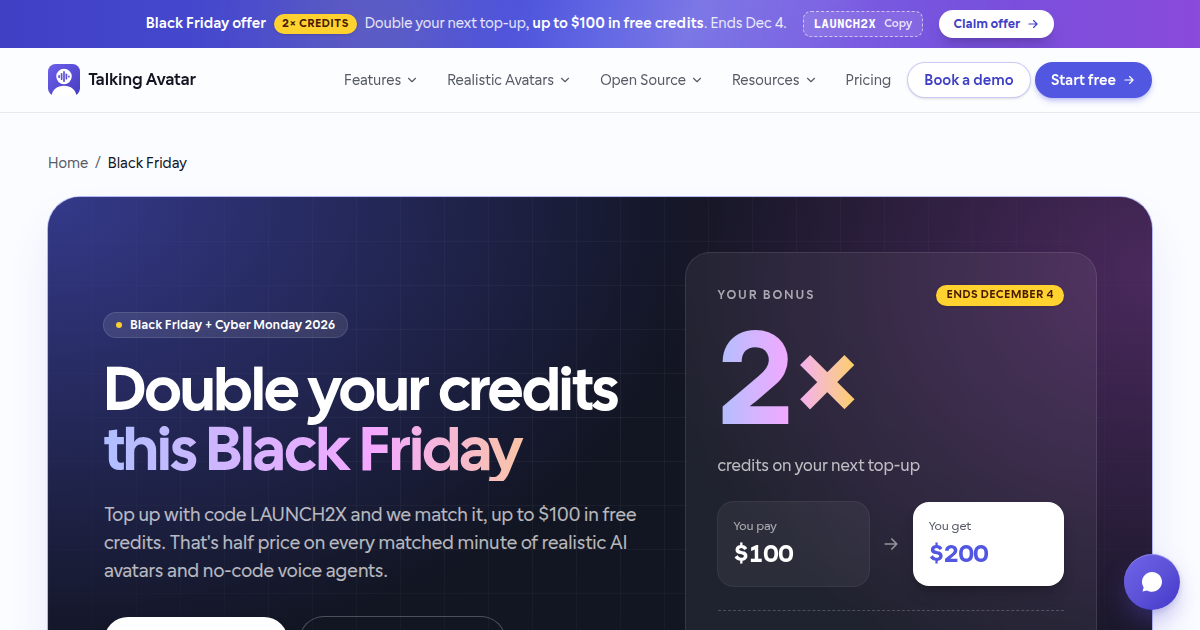 Black Friday offer 2× CREDITS Double your next top-up, up to $100 in free credits. Ends Dec 4. LAUNCH2X Copy Claim offer →
Talking Avatar Features Realistic Avatars Open Source Resources Pricing Book a demo Start free →
Home / Black Friday
Black Friday + Cyber Monday 2026
Double your credits
this Black Friday
Top up with code LAUNCH2X and we match it, up to $100 in free
credits. That's half price on every matched minute of realistic AI
avatars and no-code voice agents.
YOUR BONUS ENDS DECEMBER 4
2×
credits on your next top-up
You pay
$100
→
You get
$200